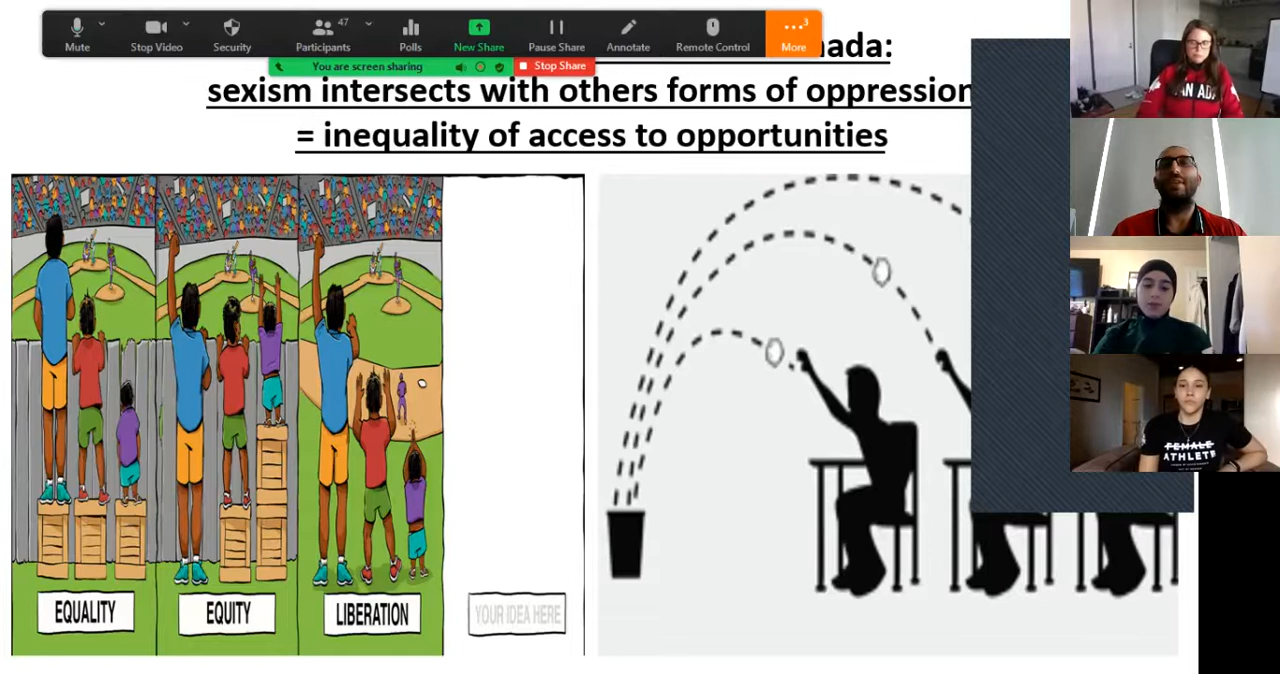 47
3
Mute
Stop Video
Security
Participants
Polls
New Share
Pause Share
Annotate
Remote Control
More
You are screen sharing
Stop Share
nada:
sexism intersects with others forms of oppression
= inequality of access to opportunities
EQUALITY
EQUITY
LIBERATION
YOUR IDEA HERE
FEMALE
ATHLETE